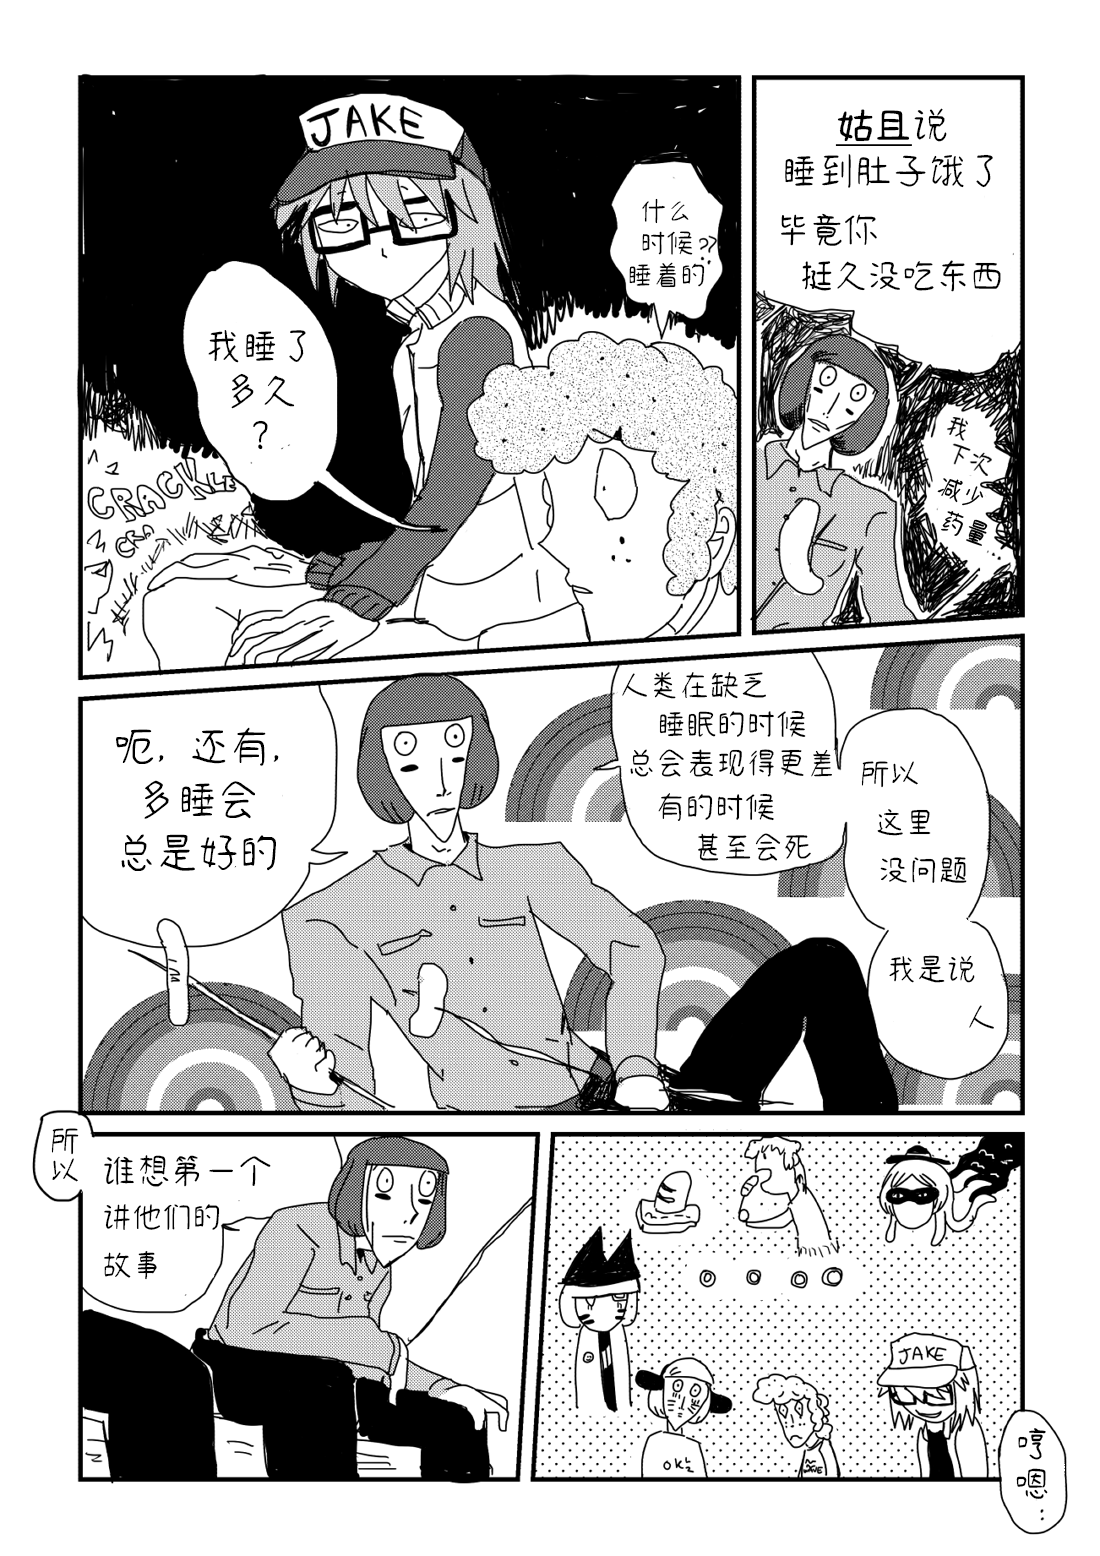 JAKE
我睡了
多久
?
什么
时候??
睡着的
CRACKLE
CRA
姑且说
睡到肚子饿了
毕竟你
挺久没吃东西
我
下次
减少
药量…
呃, 还有,
多睡会
总是好的
人类在缺乏
睡眠的时候
总会表现得更差
有的时候
甚至会死
所以
这里
没问题
我是说
人
所
以
谁想第一个
讲他们的
故事
JAKE
哼
嗯…